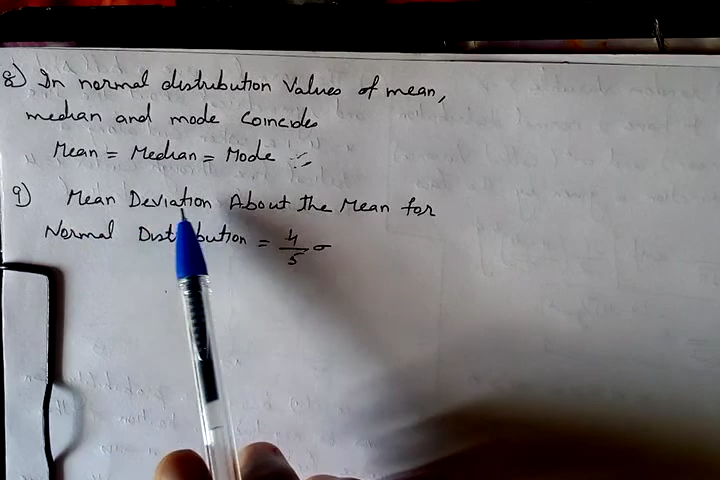 8) In normal distribution Values of mean,
median and mode Coincides
Mean = Median = Mode
9) Mean Deviation About the Mean for
Normal Distribution = 4/5 σ